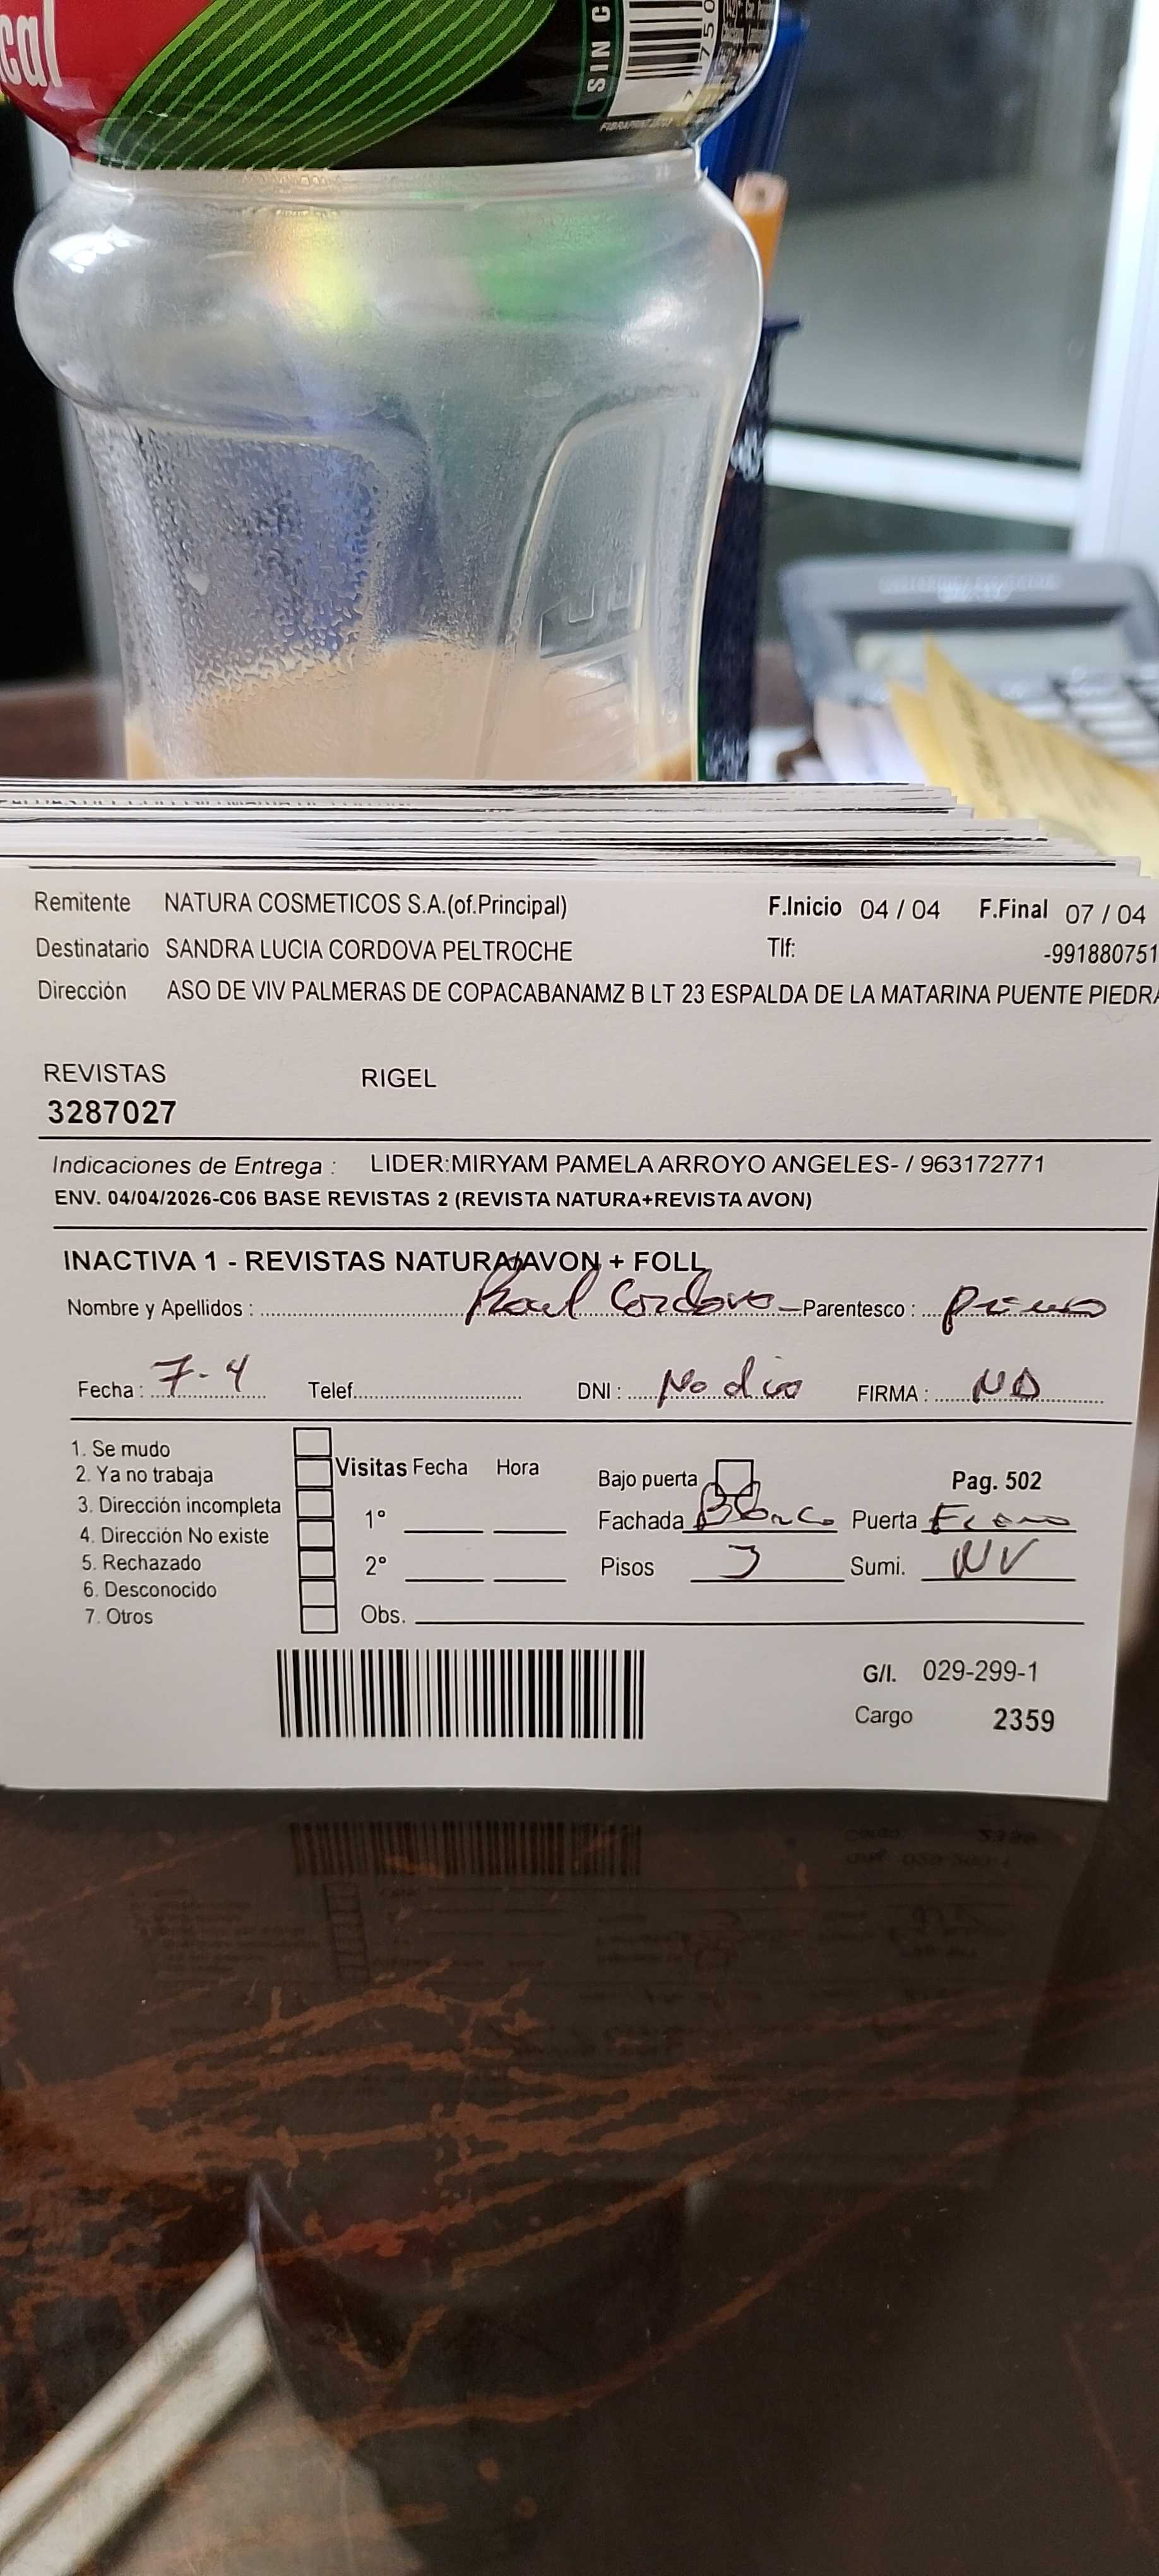 cal
SIN C
750
Remitente NATURA COSMETICOS S.A.(of.Principal) F.Inicio 04 / 04 F.Final 07 / 04
Destinatario SANDRA LUCIA CORDOVA PELTROCHE Tlf: -991880751
Dirección ASO DE VIV PALMERAS DE COPACABANAMZ B LT 23 ESPALDA DE LA MATARINA PUENTE PIEDRA
REVISTAS RIGEL
3287027
Indicaciones de Entrega : LIDER:MIRYAM PAMELA ARROYO ANGELES- / 963172771
ENV. 04/04/2026-C06 BASE REVISTAS 2 (REVISTA NATURA+REVISTA AVON)
INACTIVA 1 - REVISTAS NATURA/AVON + FOLL
Nombre y Apellidos : Raul Cordova Parentesco : primo
Fecha : 7-4 Telef. DNI : No dio FIRMA : ND
1. Se mudo
2. Ya no trabaja
3. Dirección incompleta
4. Dirección No existe
5. Rechazado
6. Desconocido
7. Otros
Visitas Fecha Hora
1°
2°
Obs.
Bajo puerta Pag. 502
Fachada Blanco Puerta Fierro
Pisos 3 Sumi. NV
G/I. 029-299-1
Cargo 2359